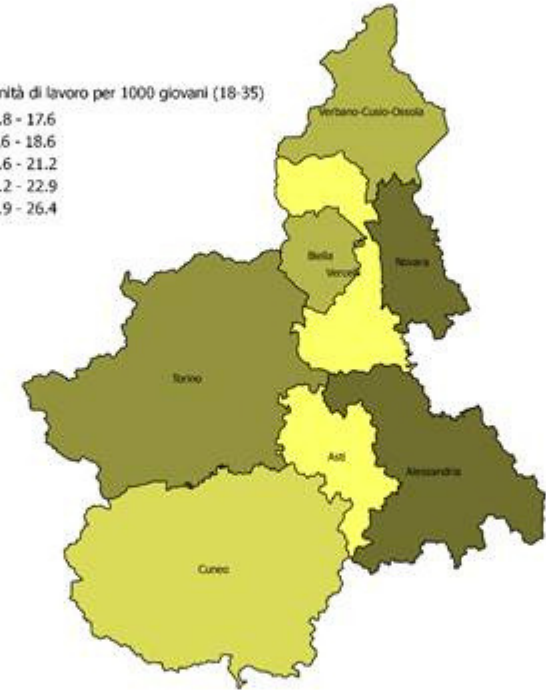 nità di lavoro per 1000 giovani (18-35)
.8 - 17.6
.6 - 18.6
.6 - 21.2
.2 - 22.9
.9 - 26.4
Verbano-Cusio-Ossola
Biella
Novara
Vercelli
Torino
Asti
Alessandria
Cuneo